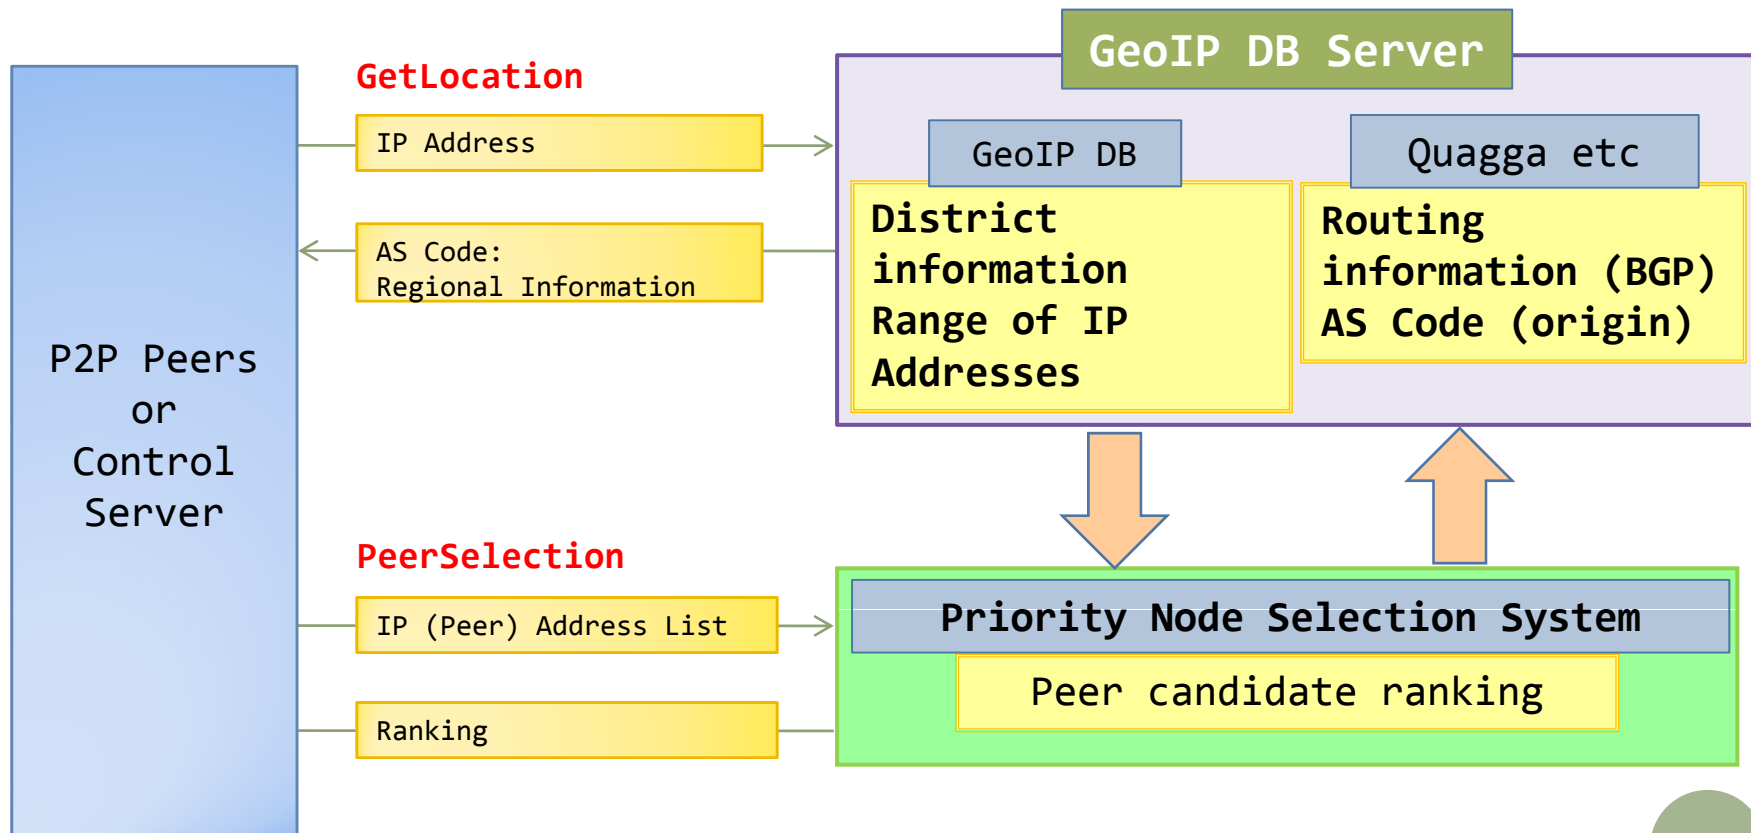 GeoIP DB Server
GetLocation
IP Address
AS Code:
Regional Information
GeoIP DB
District
information
Range of IP
Addresses
Quagga etc
Routing
information (BGP)
AS Code (origin)
P2P Peers
or
Control
Server
PeerSelection
IP (Peer) Address List
Ranking
Priority Node Selection System
Peer candidate ranking